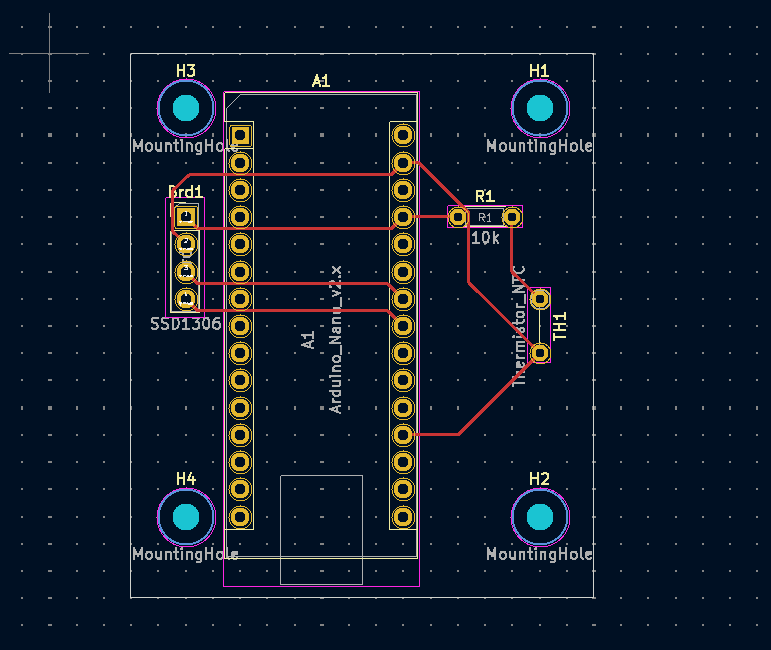 H3
A1
H1
MountingHole
MountingHole
Brd1
R1
R1
10k
SSD1306
Thermistor_NTC
TH1
A1
Arduino_Nano_v2.x
H4
H2
MountingHole
MountingHole